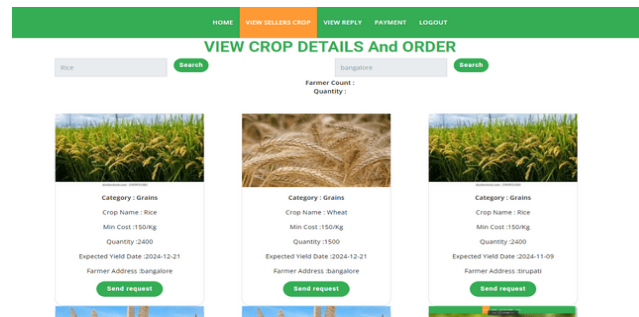 HOME VIEW SELLERS CROP VIEW REPLY PAYMENT LOGOUT
VIEW CROP DETAILS And ORDER
Rice Search bangalore Search
Farmer Count :
Quantity :
Category : Grains
Crop Name : Rice
Min Cost :150/Kg
Quantity :2400
Expected Yield Date :2024-12-21
Farmer Address :bangalore
Send request
Category : Grains
Crop Name : Wheat
Min Cost :150/Kg
Quantity :1500
Expected Yield Date :2024-12-21
Farmer Address :bangalore
Send request
Category : Grains
Crop Name : Rice
Min Cost :150/Kg
Quantity :2400
Expected Yield Date :2024-11-09
Farmer Address :tirupati
Send request